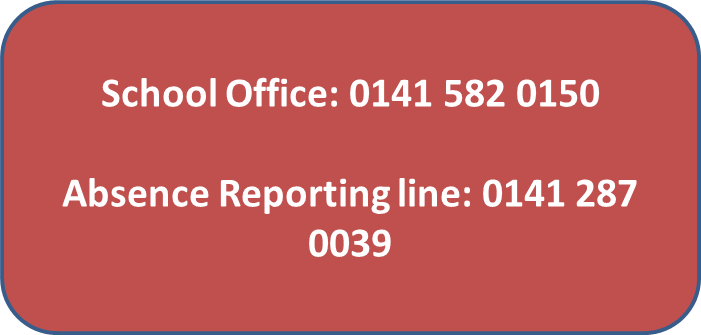 School Office: 0141 582 0150
Absence Reporting line: 0141 287
0039